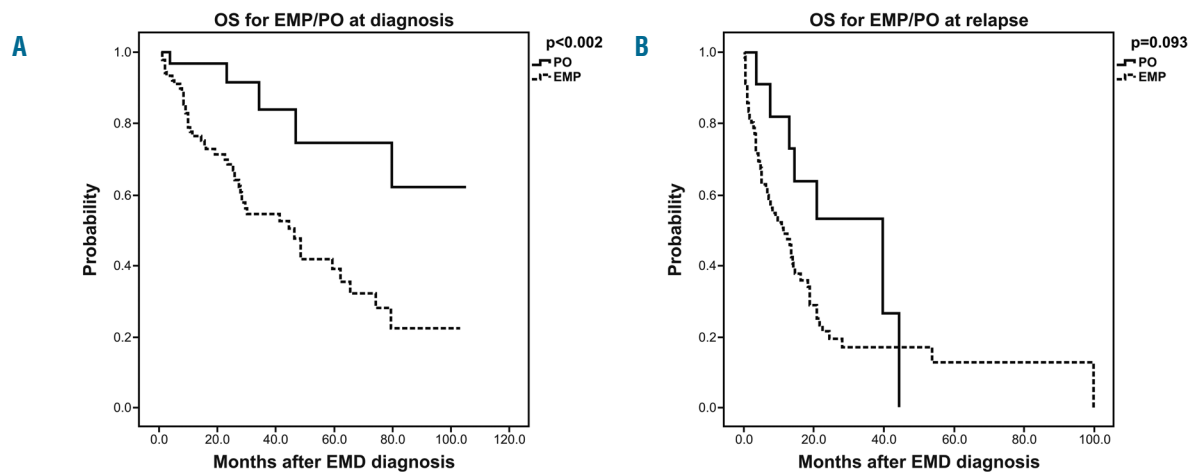 A
OS for EMP/PO at diagnosis
p<0.002
PO
EMP
Probability
1.0
0.8
0.6
0.4
0.2
0.0
0.0 20.0 40.0 60.0 80.0 100.0 120.0
Months after EMD diagnosis
B
OS for EMP/PO at relapse
p=0.093
PO
EMP
Probability
1.0
0.8
0.6
0.4
0.2
0.0
0.0 20.0 40.0 60.0 80.0 100.0
Months after EMD diagnosis